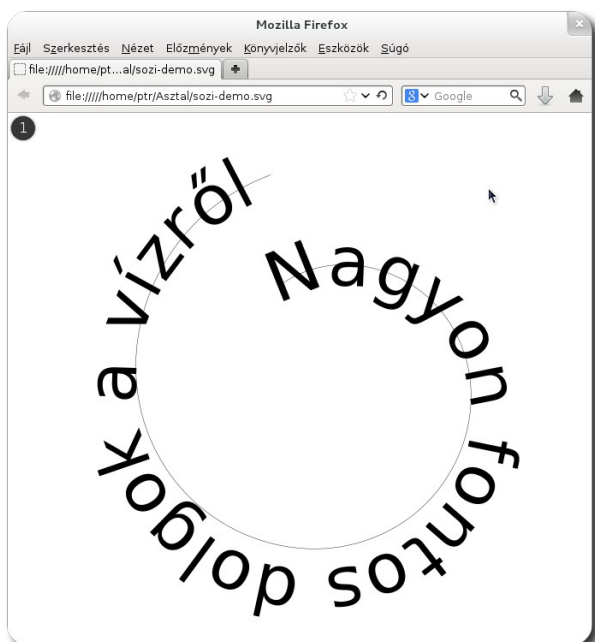 Mozilla Firefox
Fájl Szerkesztés Nézet Előzmények Könyvjelzők Eszközök Súgó
file://///home/pt...al/sozi-demo.svg
file://///home/ptr/Asztal/sozi-demo.svg
8 Google
1
Nagyon fontos dolgok a vízről